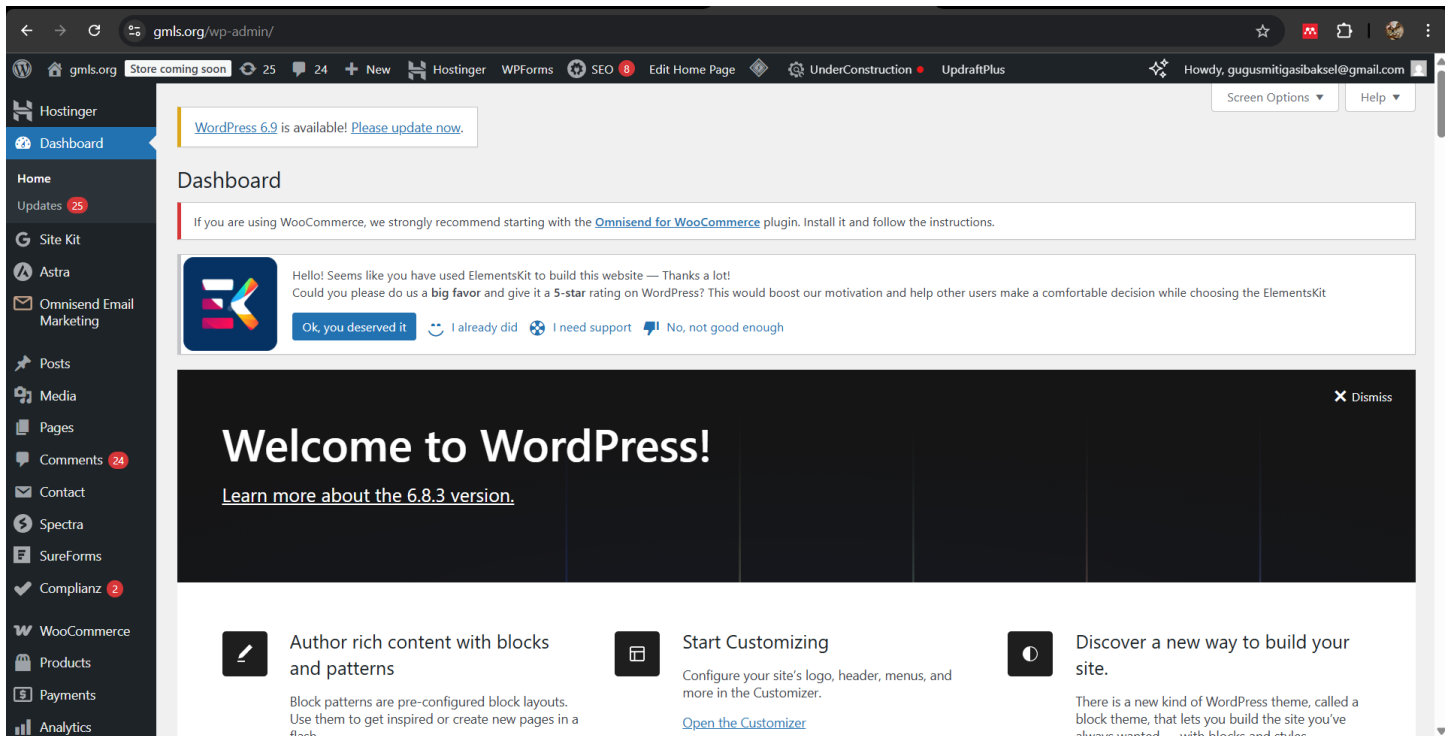 gmls.org/wp-admin/
gmls.org Store coming soon 25 24 New Hostinger WPForms SEO 8 Edit Home Page UnderConstruction UpdraftPlus Howdy, gugusmitigasibaksel@gmail.com
Screen Options Help
Hostinger
Dashboard
Home
Updates 25
Site Kit
Astra
Omnisend Email
Marketing
Posts
Media
Pages
Comments 24
Contact
Spectra
SureForms
Complianz 2
WooCommerce
Products
Payments
Analytics
WordPress 6.9 is available! Please update now.
Dashboard
If you are using WooCommerce, we strongly recommend starting with the Omnisend for WooCommerce plugin. Install it and follow the instructions.
Hello! Seems like you have used ElementsKit to build this website — Thanks a lot!
Could you please do us a big favor and give it a 5-star rating on WordPress? This would boost our motivation and help other users make a comfortable decision while choosing the ElementsKit
Ok, you deserved it I already did I need support No, not good enough
Dismiss
Welcome to WordPress!
Learn more about the 6.8.3 version.
Author rich content with blocks
and patterns
Block patterns are pre-configured block layouts.
Use them to get inspired or create new pages in a
flash.
Start Customizing
Configure your site's logo, header, menus, and
more in the Customizer.
Open the Customizer
Discover a new way to build your
site.
There is a new kind of WordPress theme, called a
block theme, that lets you build the site you've
always wanted — with blocks and styles.